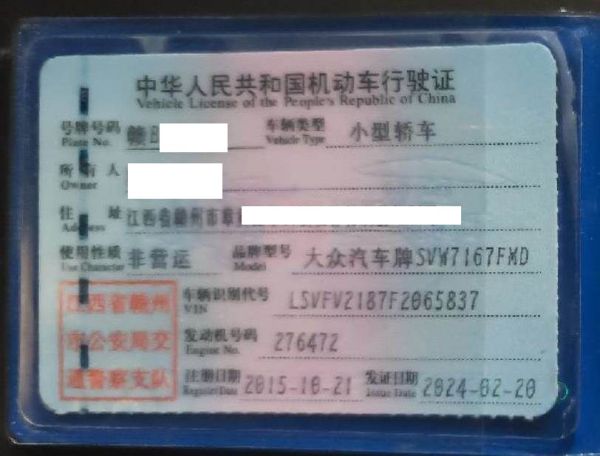 中华人民共和国机动车行驶证
Vehicle License of the People's Republic of China
号牌号码 赣B 车辆类型 小型轿车
Plate No. Vehicle Type
所有人
Owner
住址 江西省赣州市章
Address
使用性质 非营运 品牌型号 大众汽车牌SVW7167FMD
Use Character Model
江西省赣州 车辆识别代号 LSVFV2187F2065837
VIN
市公安局交 发动机号码 276472
Engine No.
通警察支队 注册日期 2015-10-21 发证日期 2024-02-20
Register Date Issue Date